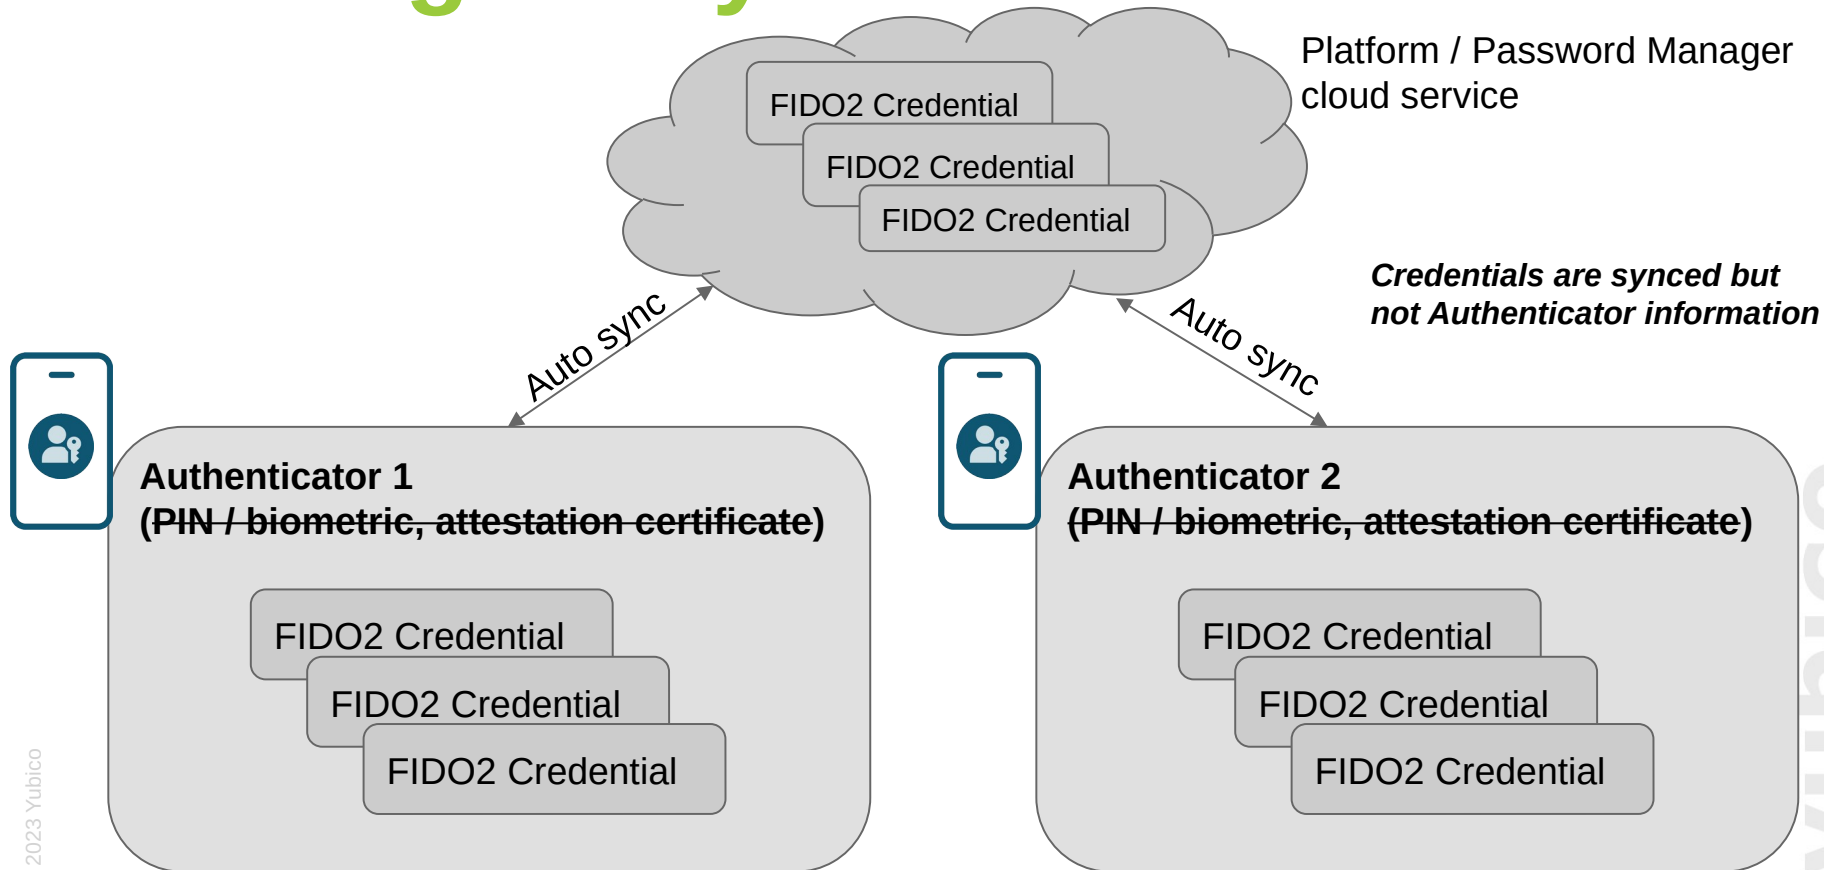 Platform / Password Manager
cloud service
FIDO2 Credential
FIDO2 Credential
FIDO2 Credential
Credentials are synced but
not Authenticator information
Auto sync
Auto sync
Authenticator 1
(PIN / biometric, attestation certificate)
FIDO2 Credential
FIDO2 Credential
FIDO2 Credential
Authenticator 2
(PIN / biometric, attestation certificate)
FIDO2 Credential
FIDO2 Credential
FIDO2 Credential
2023 Yubico